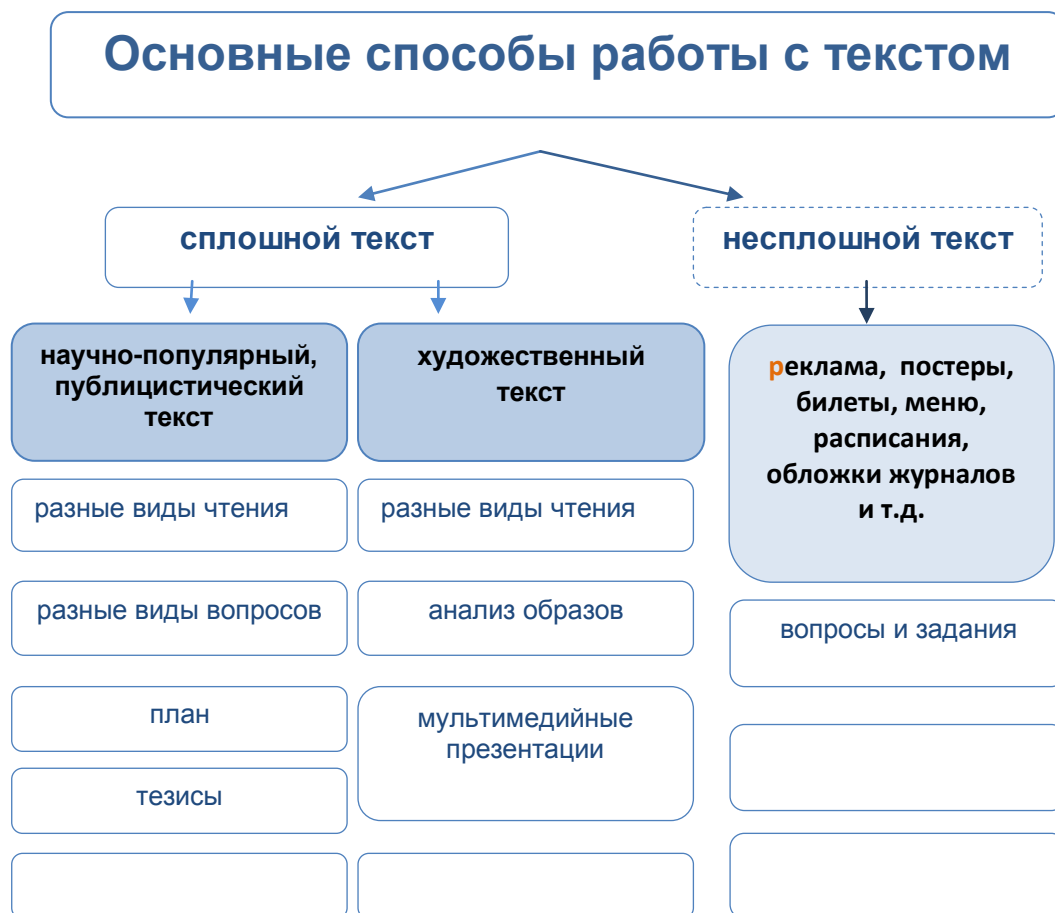 Основные способы работы с текстом
сплошной текст
несплошной текст
научно-популярный,
публицистический
текст
художественный
текст
реклама, постеры,
билеты, меню,
расписания,
обложки журналов
и т.д.
разные виды чтения
разные виды чтения
разные виды вопросов
анализ образов
вопросы и задания
план
мультимедийные
презентации
тезисы